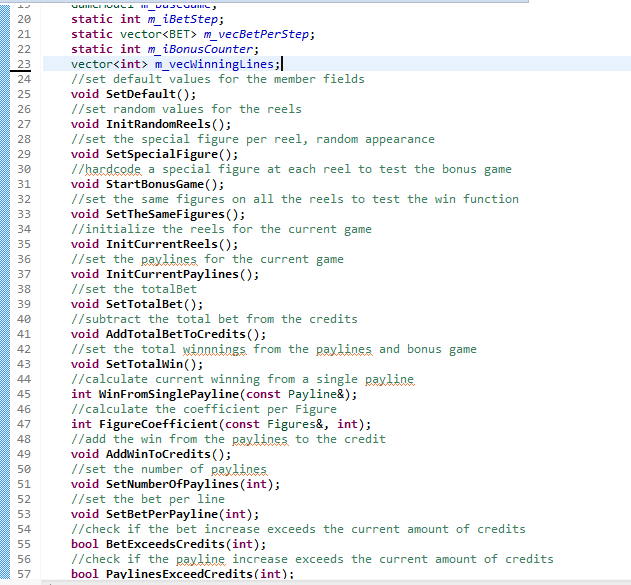 19 GameModel m_BaseGame;
20 static int m_iBetStep;
21 static vector<BET> m_vecBetPerStep;
22 static int m_iBonusCounter;
23 vector<int> m_vecWinningLines;
24 //set default values for the member fields
25 void SetDefault();
26 //set random values for the reels
27 void InitRandomReels();
28 //set the special figure per reel, random appearance
29 void SetSpecialFigure();
30 //hardcode a special figure at each reel to test the bonus game
31 void StartBonusGame();
32 //set the same figures on all the reels to test the win function
33 void SetTheSameFigures();
34 //initialize the reels for the current game
35 void InitCurrentReels();
36 //set the paylines for the current game
37 void InitCurrentPaylines();
38 //set the totalBet
39 void SetTotalBet();
40 //subtract the total bet from the credits
41 void AddTotalBetToCredits();
42 //set the total winnnings from the paylines and bonus game
43 void SetTotalWin();
44 //calculate current winning from a single payline
45 int WinFromSinglePayline(const Payline&);
46 //calculate the coefficient per Figure
47 int FigureCoefficient(const Figures&, int);
48 //add the win from the paylines to the credit
49 void AddWinToCredits();
50 //set the number of paylines
51 void SetNumberOfPaylines(int);
52 //set the bet per line
53 void SetBetPerPayline(int);
54 //check if the bet increase exceeds the current amount of credits
55 bool BetExceedsCredits(int);
56 //check if the payline increase exceeds the current amount of credits
57 bool PaylinesExceedCredits(int);